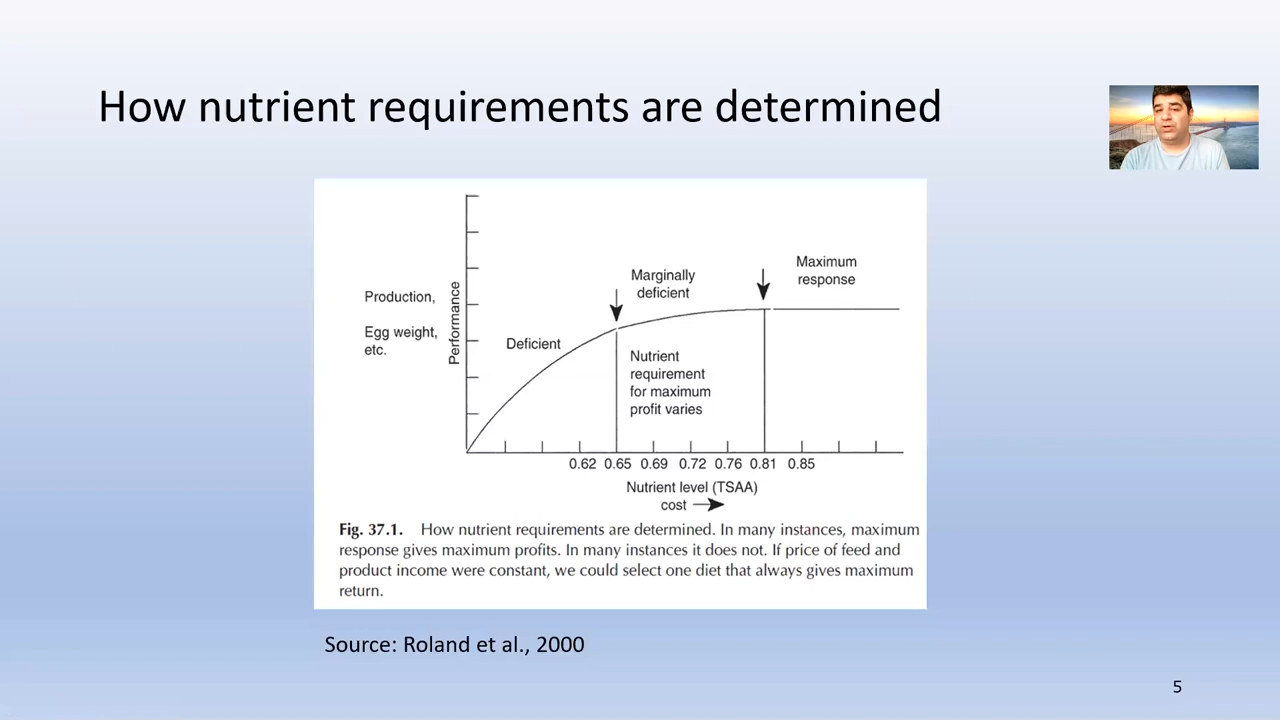 How nutrient requirements are determined
Production,
Egg weight,
etc.
Performance
Deficient
Marginally
deficient
Maximum
response
Nutrient
requirement
for maximum
profit varies
0.62 0.65 0.69 0.72 0.76 0.81 0.85
Nutrient level (TSAA)
cost
Fig. 37.1. How nutrient requirements are determined. In many instances, maximum
response gives maximum profits. In many instances it does not. If price of feed and
product income were constant, we could select one diet that always gives maximum
return.
Source: Roland et al., 2000
5